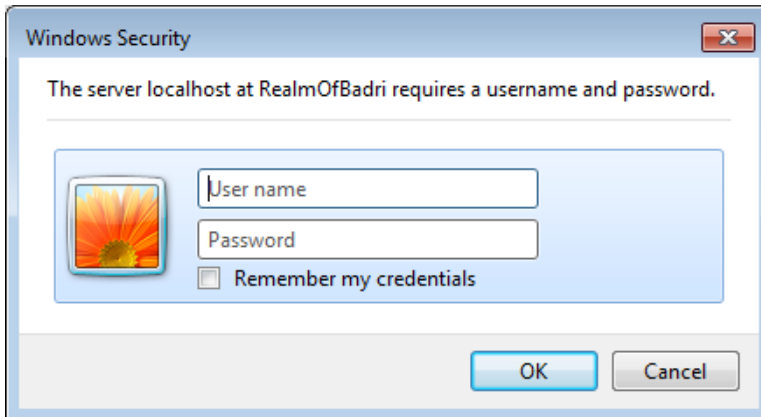 Windows Security
The server localhost at RealmOfBadri requires a username and password.
User name
Password
Remember my credentials
OK
Cancel